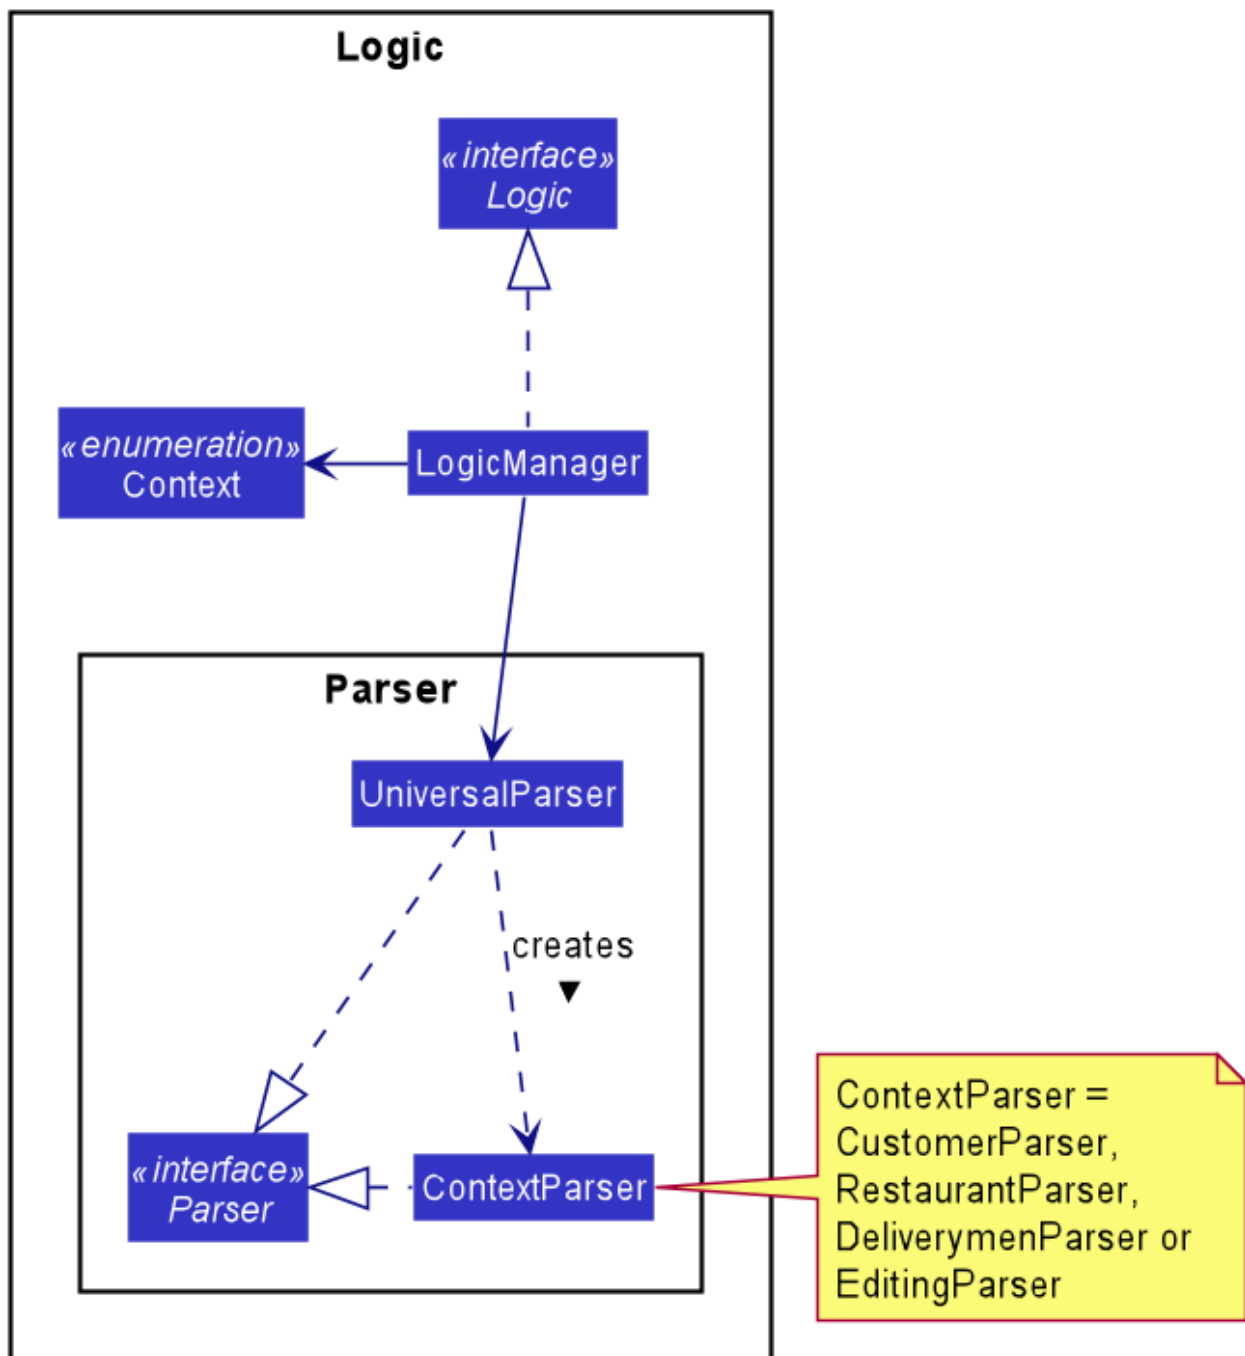 Logic
«interface»
Logic
«enumeration»
Context
LogicManager
Parser
UniversalParser
creates
▼
«interface»
Parser
ContextParser
ContextParser =
CustomerParser,
RestaurantParser,
DeliverymenParser or
EditingParser